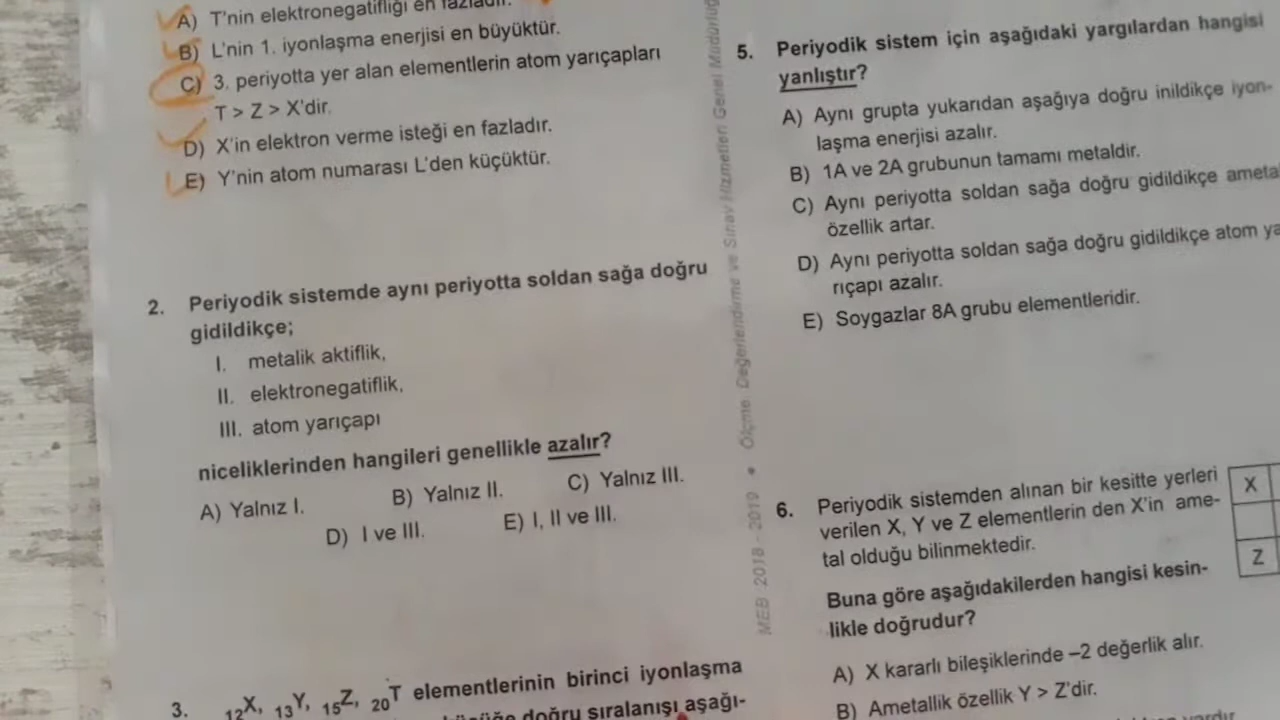 A) T'nin elektronegatifliği en fazladır.
B) L'nin 1. iyonlaşma enerjisi en büyüktür.
C) 3. periyotta yer alan elementlerin atom yarıçapları
T > Z > X'dir.
D) X'in elektron verme isteği en fazladır.
E) Y'nin atom numarası L'den küçüktür.
2. Periyodik sistemde aynı periyotta soldan sağa doğru
gidildikçe;
I. metalik aktiflik,
II. elektronegatiflik,
III. atom yarıçapı
niceliklerinden hangileri genellikle azalır?
A) Yalnız I. B) Yalnız II. C) Yalnız III.
D) I ve III. E) I, II ve III.
3. 12X, 13Y, 15Z, 20T elementlerinin birinci iyonlaşma
doğru sıralanışı aşağı-
MEB 2018 - 2019 • Ölçme, Değerlendirme ve Sınav Hizmetleri Genel Müdürlüğ
5. Periyodik sistem için aşağıdaki yargılardan hangisi
yanlıştır?
A) Aynı grupta yukarıdan aşağıya doğru inildikçe iyon-
laşma enerjisi azalır.
B) 1A ve 2A grubunun tamamı metaldir.
C) Aynı periyotta soldan sağa doğru gidildikçe ameta
özellik artar.
D) Aynı periyotta soldan sağa doğru gidildikçe atom ya
rıçapı azalır.
E) Soygazlar 8A grubu elementleridir.
6. Periyodik sistemden alınan bir kesitte yerleri
verilen X, Y ve Z elementlerin den X'in ame-
tal olduğu bilinmektedir.
X
Z
Buna göre aşağıdakilerden hangisi kesin-
likle doğrudur?
A) X kararlı bileşiklerinde –2 değerlik alır.
B) Ametallik özellik Y > Z'dir.